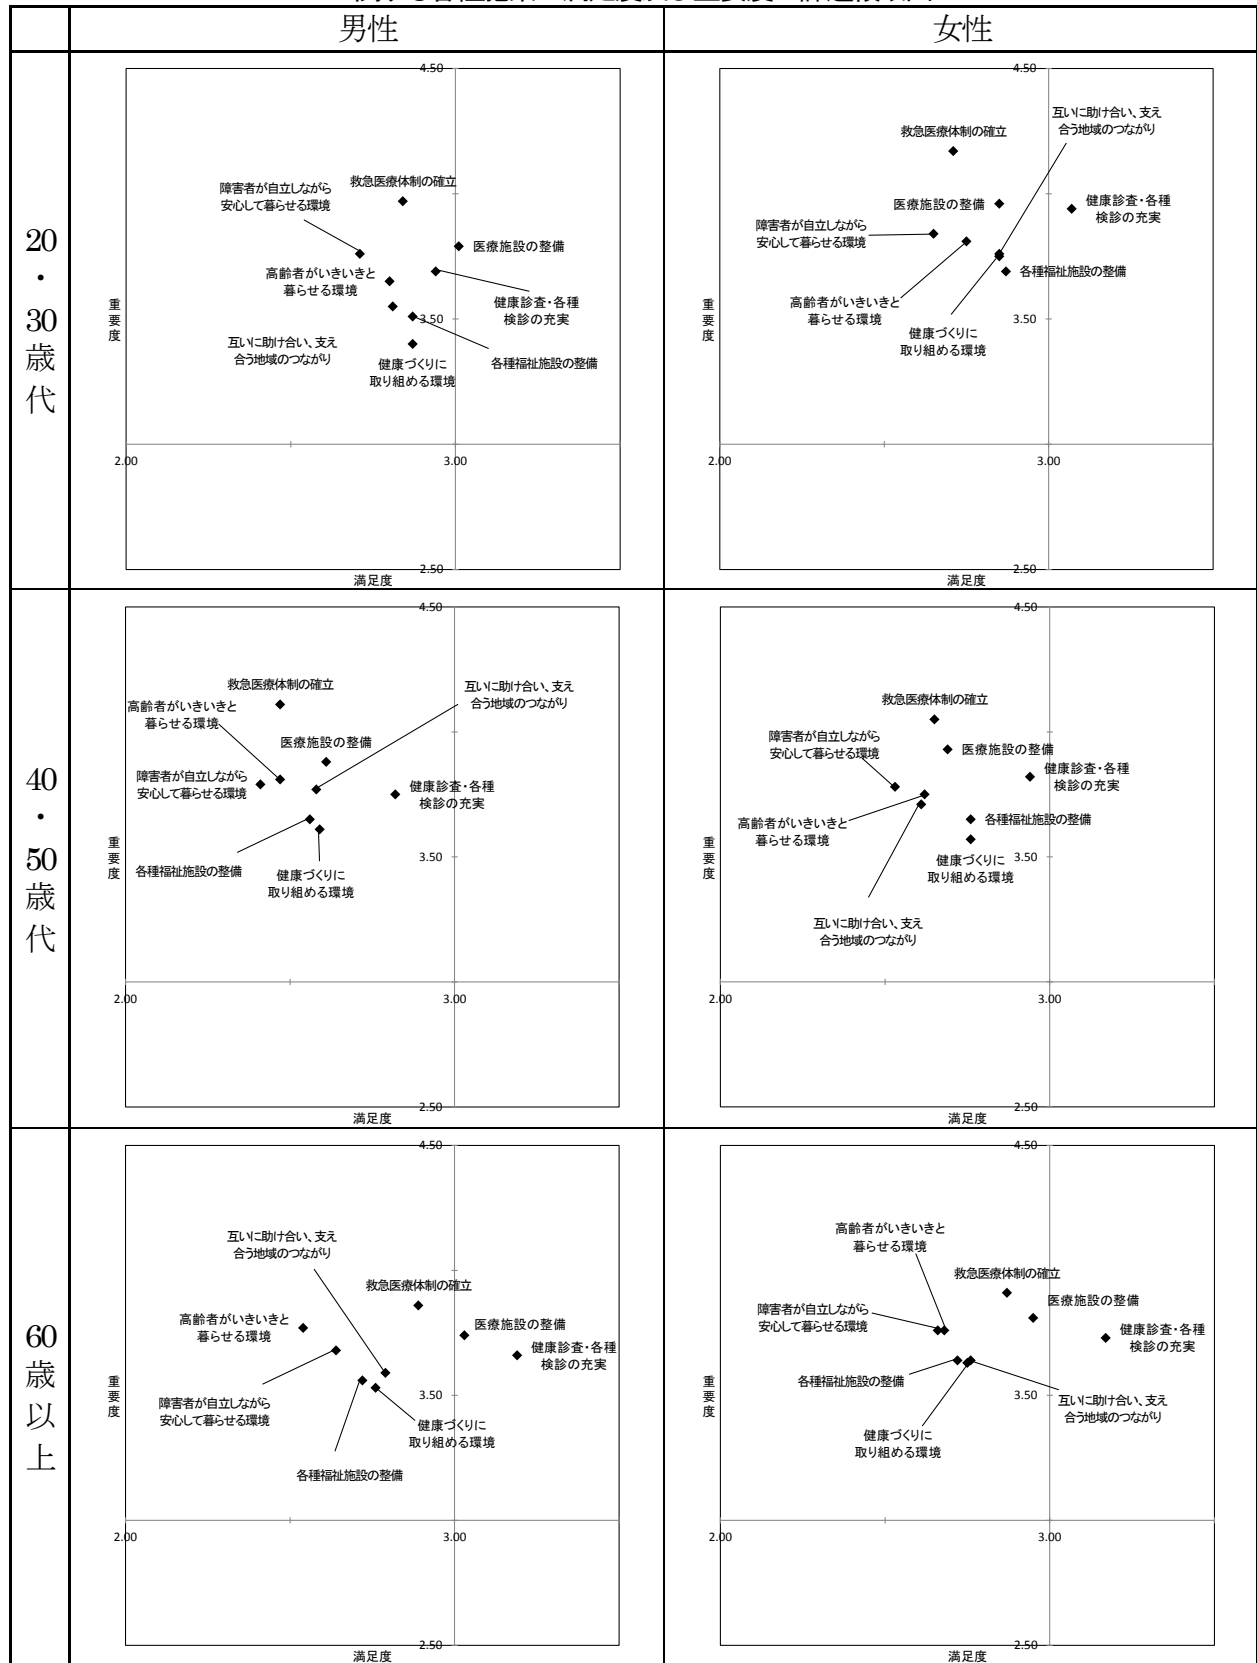 男性
女性
20
・
30
歳
代
4.50
救急医療体制の確立
障害者が自立しながら
安心して暮らせる環境
医療施設の整備
高齢者がいきいきと
暮らせる環境
健康診査・各種
検診の充実
重
要
度
3.50
互いに助け合い、支え
合う地域のつながり
各種福祉施設の整備
健康づくりに
取り組める環境
2.00
3.00
2.50
満足度
4.50
互いに助け合い、支え
合う地域のつながり
救急医療体制の確立
医療施設の整備
健康診査・各種
検診の充実
障害者が自立しながら
安心して暮らせる環境
各種福祉施設の整備
高齢者がいきいきと
暮らせる環境
重
要
度
3.50
健康づくりに
取り組める環境
2.00
3.00
2.50
満足度
40
・
50
歳
代
4.50
救急医療体制の確立
互いに助け合い、支え
合う地域のつながり
高齢者がいきいきと
暮らせる環境
医療施設の整備
障害者が自立しながら
安心して暮らせる環境
健康診査・各種
検診の充実
重
要
度
3.50
各種福祉施設の整備
健康づくりに
取り組める環境
2.00
3.00
2.50
満足度
4.50
救急医療体制の確立
障害者が自立しながら
安心して暮らせる環境
医療施設の整備
健康診査・各種
検診の充実
高齢者がいきいきと
暮らせる環境
各種福祉施設の整備
重
要
度
3.50
健康づくりに
取り組める環境
互いに助け合い、支え
合う地域のつながり
2.00
3.00
2.50
満足度
60
歳
以
上
4.50
互いに助け合い、支え
合う地域のつながり
救急医療体制の確立
高齢者がいきいきと
暮らせる環境
医療施設の整備
健康診査・各種
検診の充実
重
要
度
3.50
障害者が自立しながら
安心して暮らせる環境
健康づくりに
取り組める環境
各種福祉施設の整備
2.00
3.00
2.50
満足度
4.50
高齢者がいきいきと
暮らせる環境
救急医療体制の確立
医療施設の整備
障害者が自立しながら
安心して暮らせる環境
健康診査・各種
検診の充実
各種福祉施設の整備
重
要
度
3.50
互いに助け合い、支え
合う地域のつながり
健康づくりに
取り組める環境
2.00
3.00
2.50
満足度